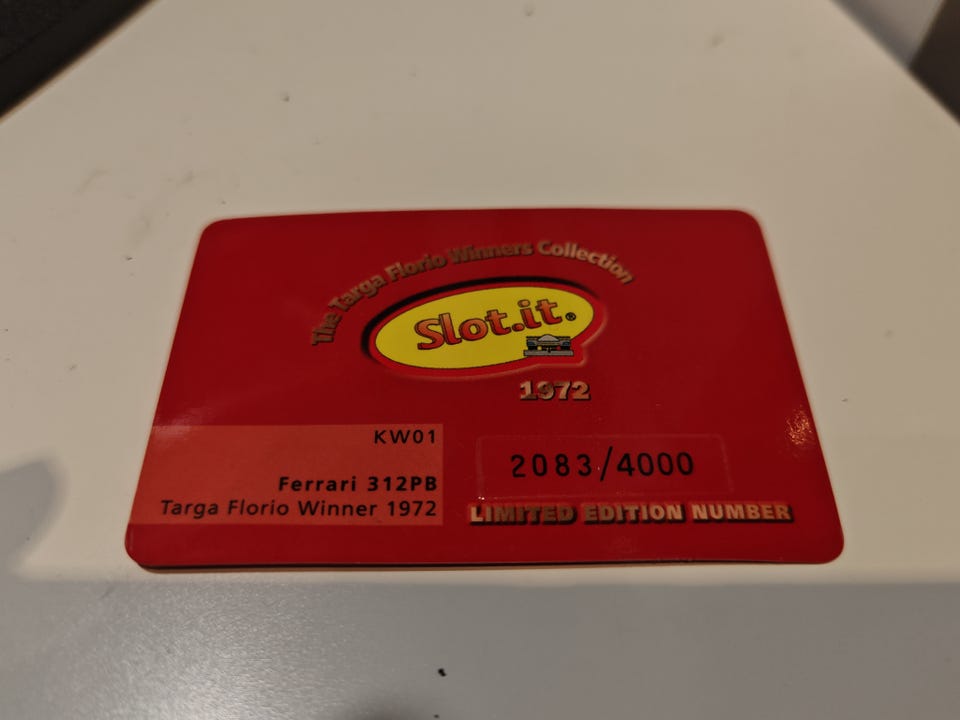 The Targa Florio Winners Collection
Slot.it®
1972
KW01
Ferrari 312PB
Targa Florio Winner 1972
2083/4000
LIMITED EDITION NUMBER